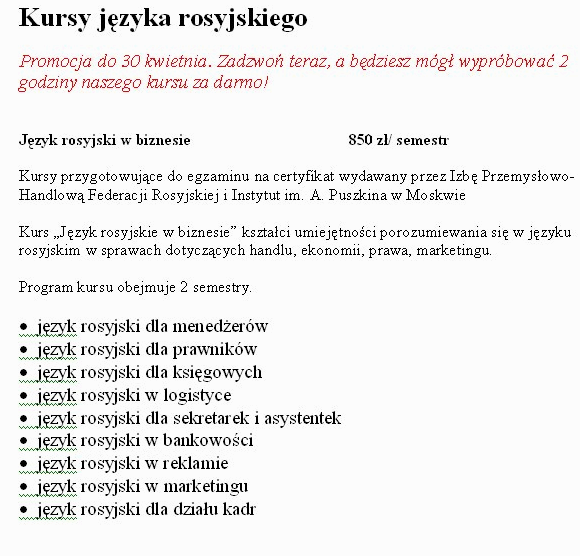 Kursy języka rosyjskiego
Promocja do 30 kwietnia. Zadzwoń teraz, a będziesz mógł wypróbować 2
godziny naszego kursu za darmo!
Język rosyjski w biznesie 850 zl/ semestr
Kursy przygotowujące do egzaminu na certyfikat wydawany przez Izbę Przemysłowo-
Handlową Federacji Rosyjskiej i Instytut im. A. Puszkina w Moskwie
Kurs „Język rosyjskie w biznesie” kształci umiejętności porozumiewania się w języku
rosyjskim w sprawach dotyczących handlu, ekonomii, prawa, marketingu.
Program kursu obejmuje 2 semestry.
• język rosyjski dla menedżerów
• język rosyjski dla prawników
• język rosyjski dla księgowych
• język rosyjski w logistyce
• język rosyjski dla sekretarek i asystentek
• język rosyjski w bankowości
• język rosyjski w reklamie
• język rosyjski w marketingu
• język rosyjski dla działu kadr